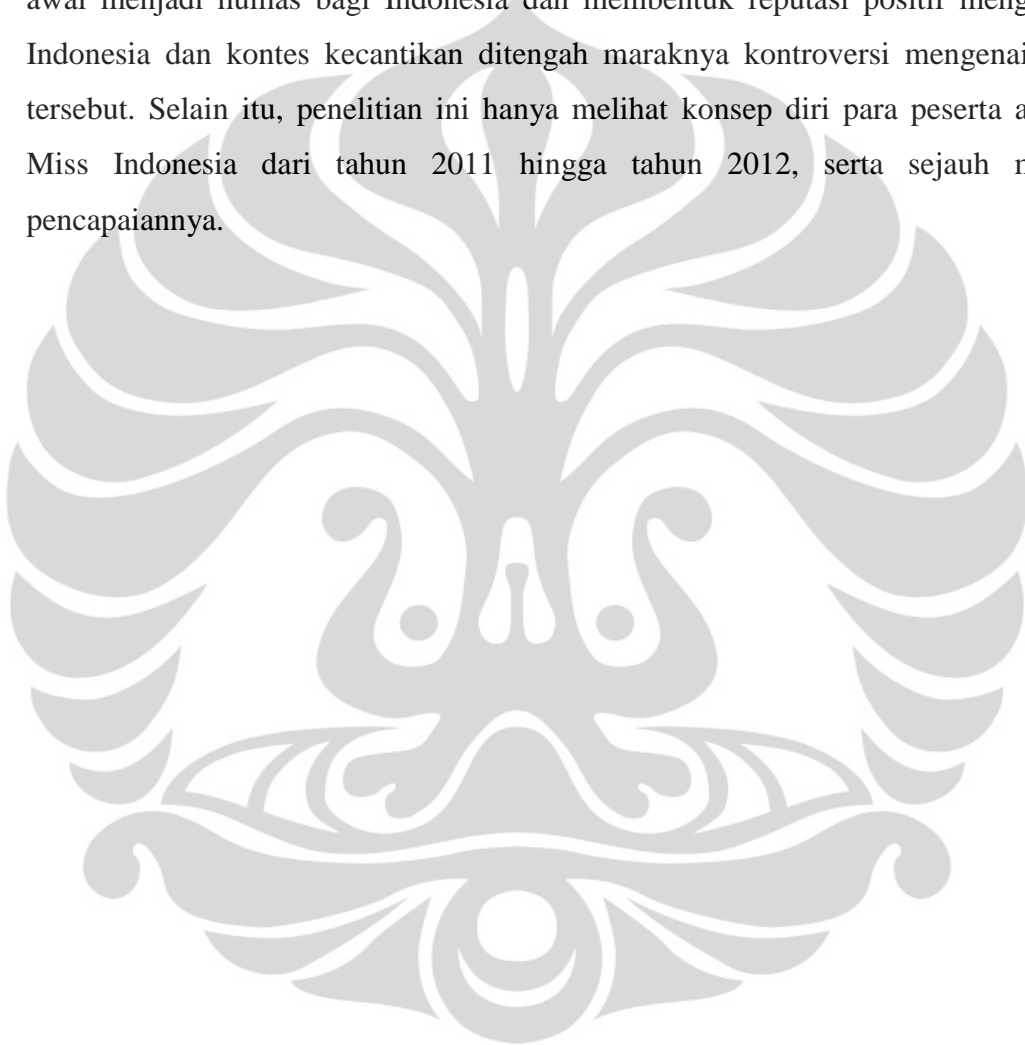 awal menjadi humas bagi Indonesia dan membentuk reputasi positif meng
Indonesia dan kontes kecantikan ditengah maraknya kontroversi mengenai
tersebut. Selain itu, penelitian ini hanya melihat konsep diri para peserta a
Miss Indonesia dari tahun 2011 hingga tahun 2012, serta sejauh m
pencapaiannya.